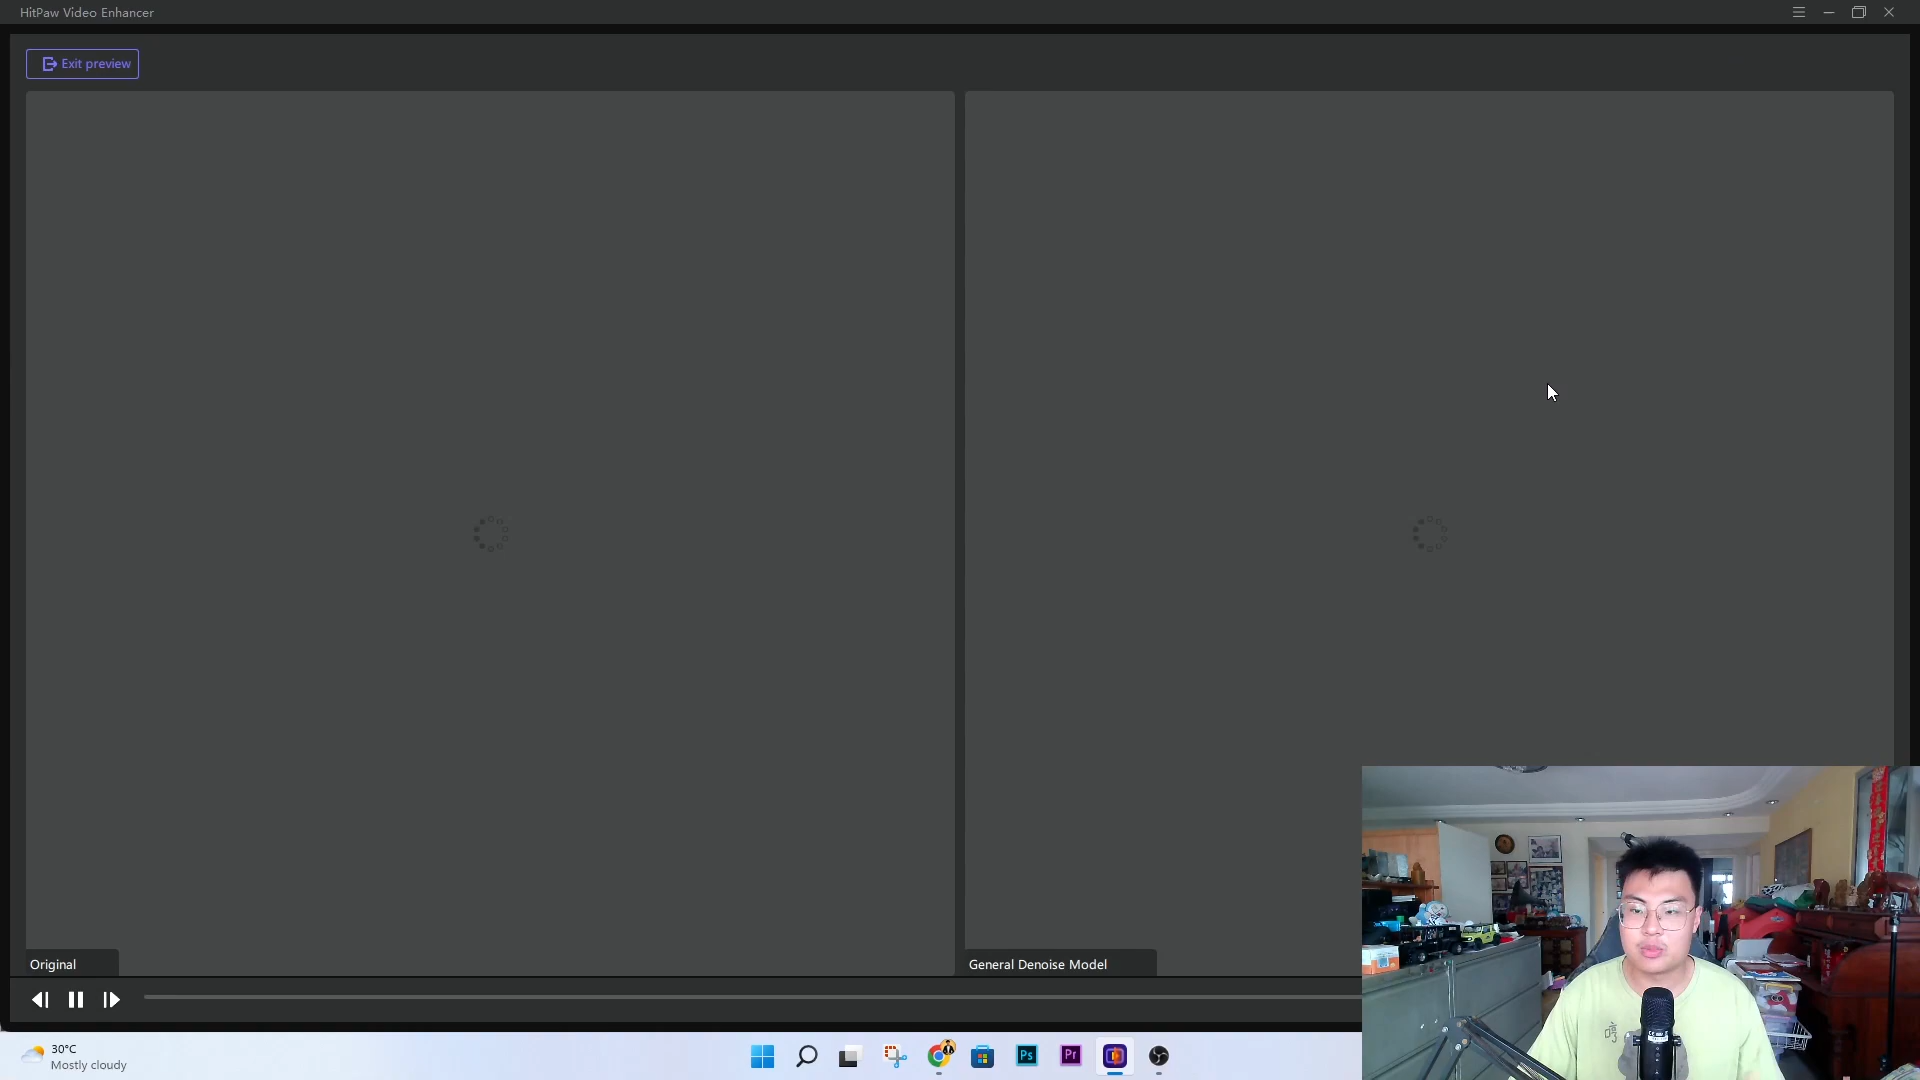 HitPaw Video Enhancer
Exit preview
Original
General Denoise Model
30°C
Mostly cloudy
Ps
Pr